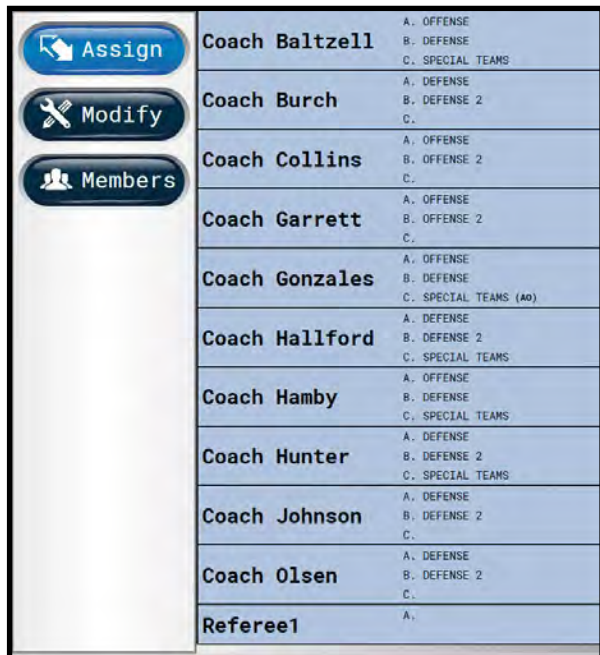 Assign
Modify
Members
Coach Baltzell
A. OFFENSE
B. DEFENSE
C. SPECIAL TEAMS
Coach Burch
A. DEFENSE
B. DEFENSE 2
C.
Coach Collins
A. OFFENSE
B. OFFENSE 2
C.
Coach Garrett
A. OFFENSE
B. OFFENSE 2
C.
Coach Gonzales
A. OFFENSE
B. DEFENSE
C. SPECIAL TEAMS (AO)
Coach Hallford
A. DEFENSE
B. DEFENSE 2
C. SPECIAL TEAMS
Coach Hamby
A. OFFENSE
B. DEFENSE
C. SPECIAL TEAMS
Coach Hunter
A. DEFENSE
B. DEFENSE 2
C. SPECIAL TEAMS
Coach Johnson
A. DEFENSE
B. DEFENSE 2
C.
Coach Olsen
A. DEFENSE
B. DEFENSE 2
C.
Referee1
A.